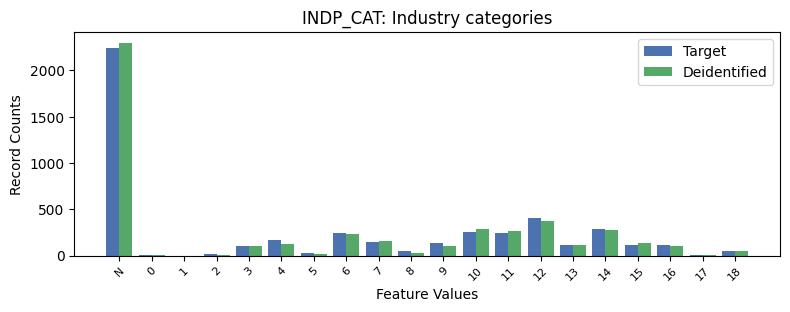 INDP_CAT: Industry categories
Target
Deidentified
Record Counts
2000
1500
1000
500
0
N 0 1 2 3 4 5 6 7 8 9 10 11 12 13 14 15 16 17 18
Feature Values